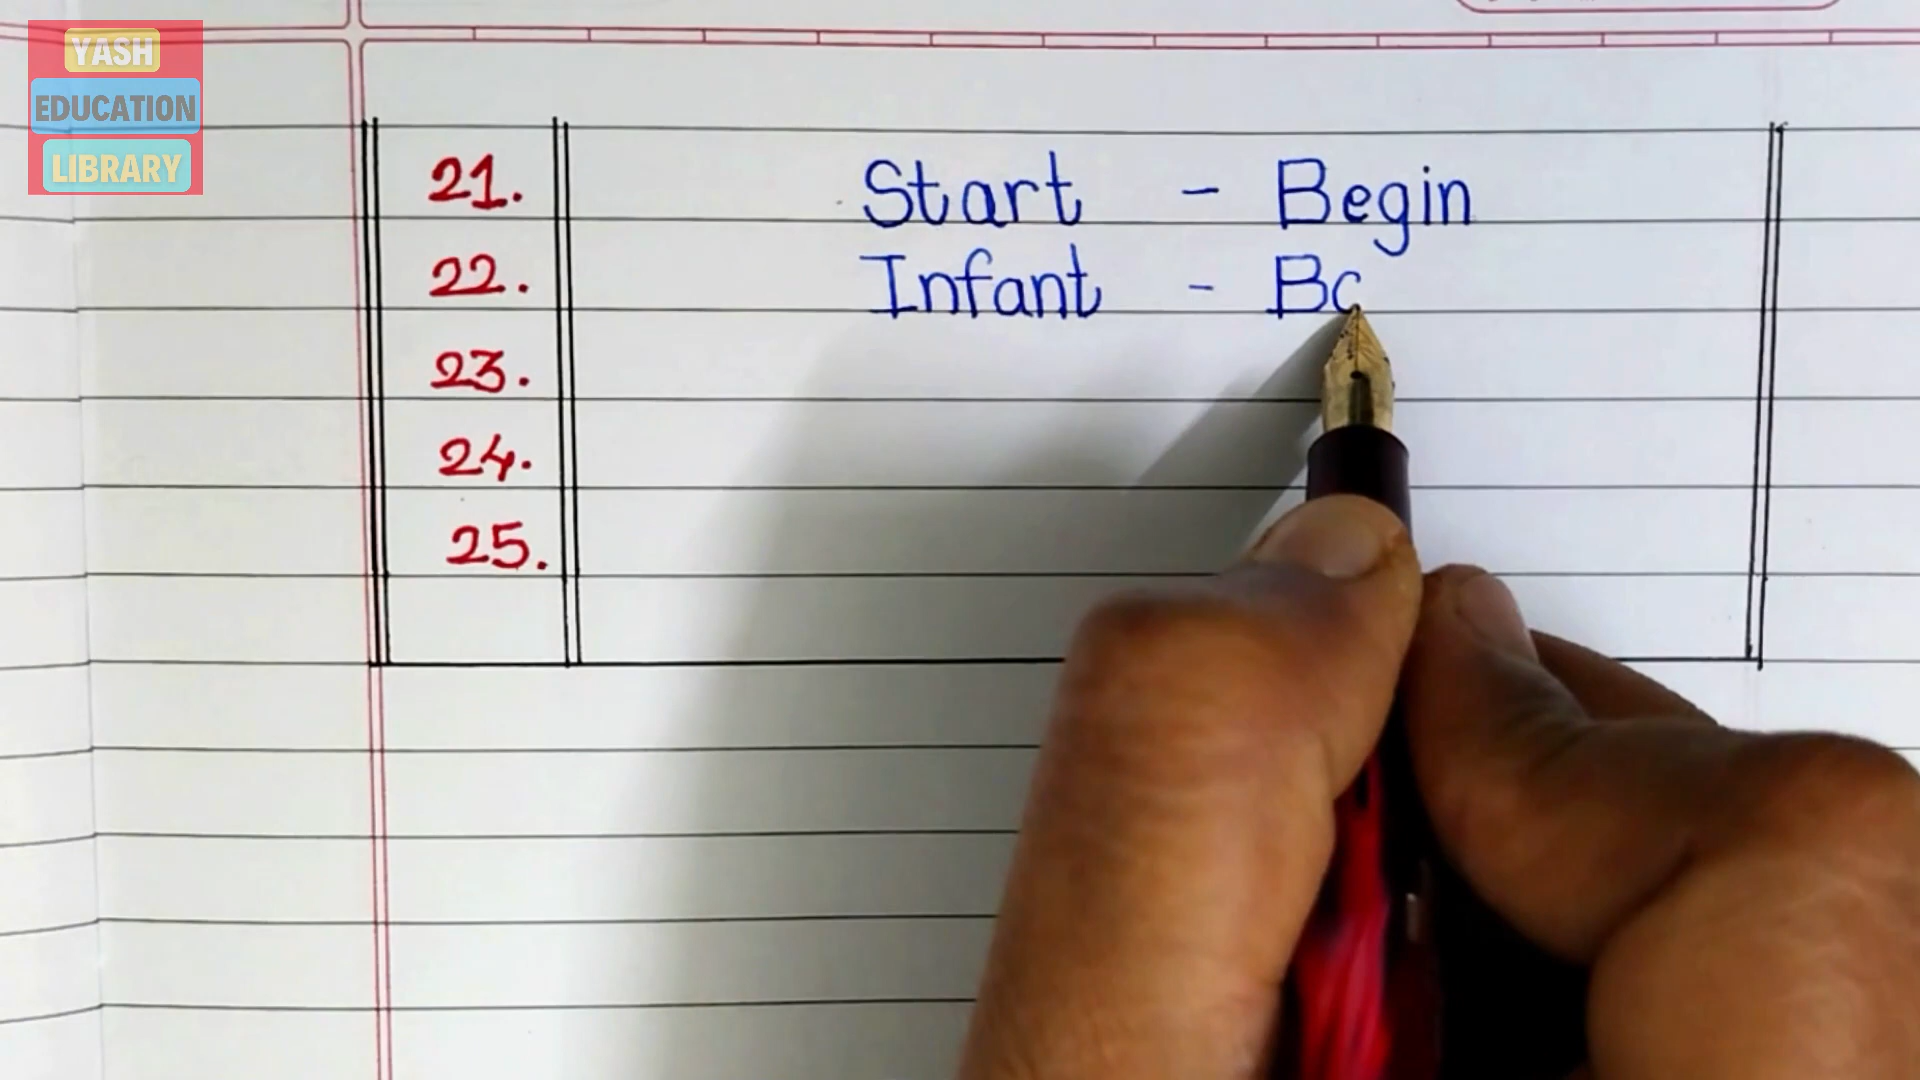 YASH
EDUCATION
LIBRARY
21. Start - Begin
22. Infant - Bc
23.
24.
25.